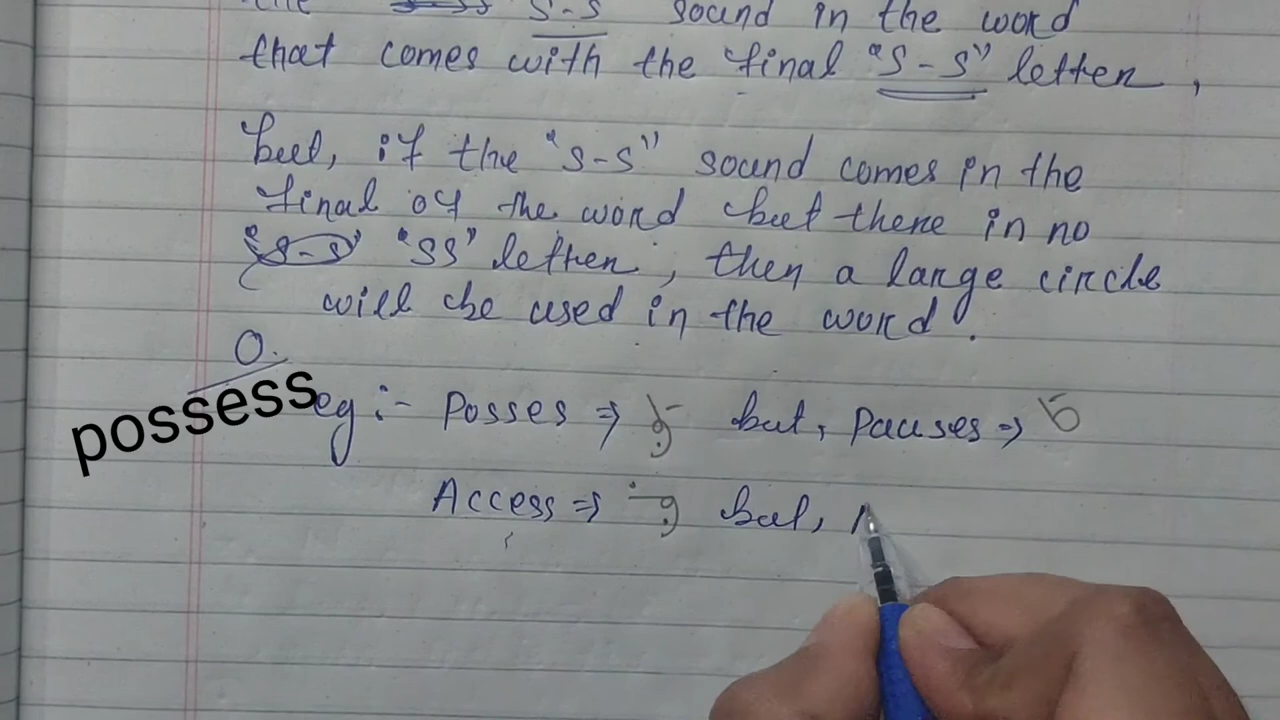 the ss s-s sound in the word
that comes with the final "s-s" letter,
but, if the "s-s" sound comes in the
final of the word but there in no
"s-s" "ss" letter, then a large circle
will be used in the word.
O.
possess
eg :- Posses ⇒ but, Pauses ⇒
Access ⇒ but,